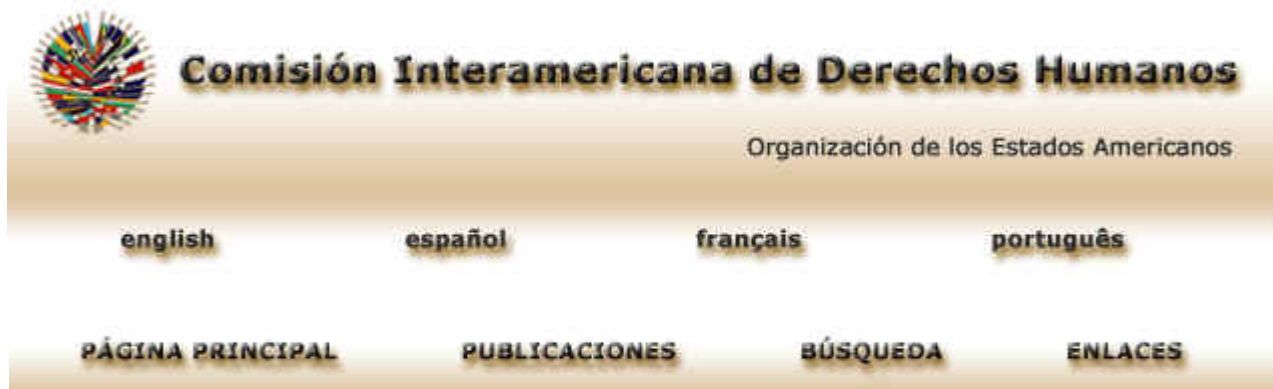 Comisión Interamericana de Derechos Humanos
Organización de los Estados Americanos
english español français português
PÁGINA PRINCIPAL PUBLICACIONES BÚSQUEDA ENLACES